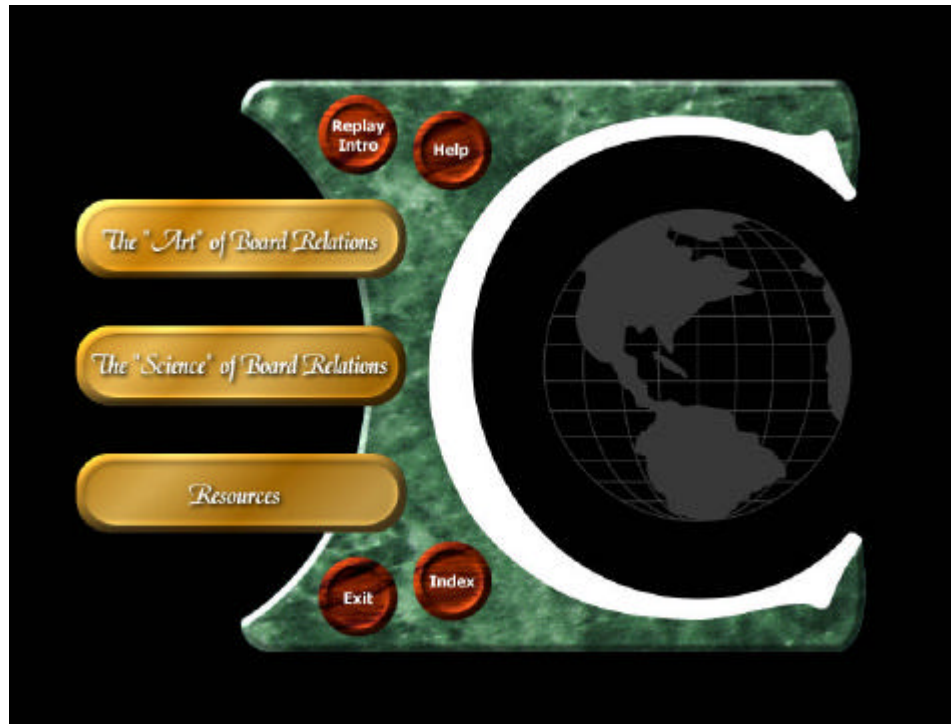 Replay
Intro
Help
The "Art" of Board Relations
The "Science" of Board Relations
Resources
Exit
Index
C